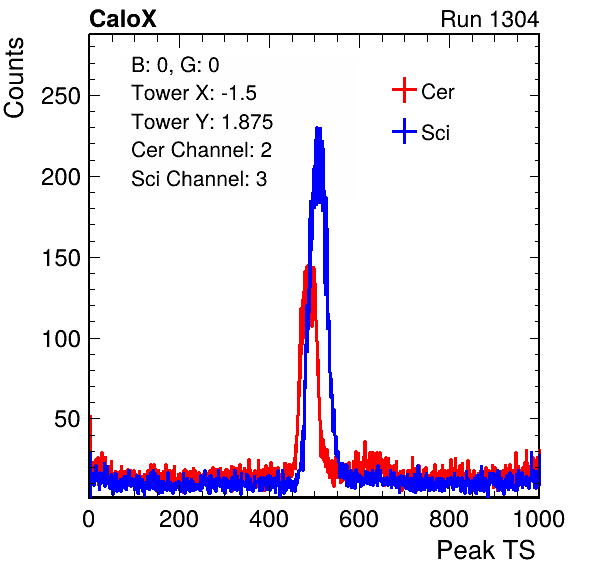 CaloX Run 1304
Counts
B: 0, G: 0
Tower X: -1.5
Tower Y: 1.875
Cer Channel: 2
Sci Channel: 3
Cer
Sci
250
200
150
100
50
0 200 400 600 800 1000
Peak TS